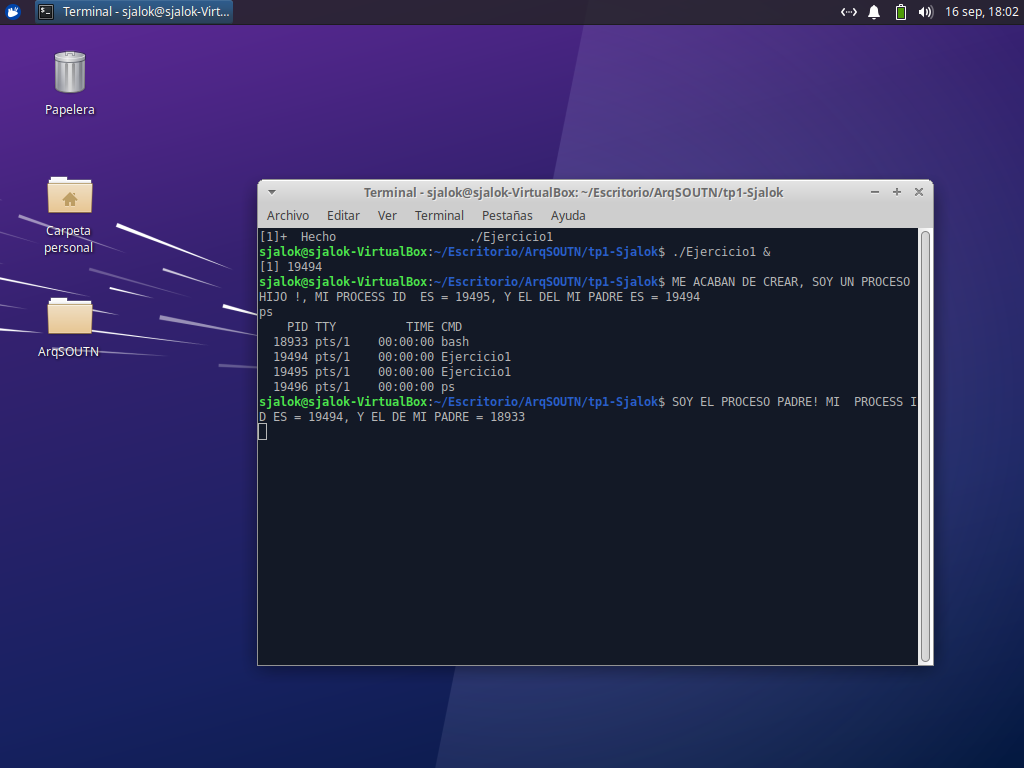 Terminal - sjalok@sjalok-Virt...
16 sep, 18:02
Papelera
Carpeta
personal
ArqSOUTN
Terminal - sjalok@sjalok-VirtualBox: ~/Escritorio/ArqSOUTN/tp1-Sjalok
Archivo Editar Ver Terminal Pestañas Ayuda
[1]+  Hecho                   ./Ejercicio1
sjalok@sjalok-VirtualBox:~/Escritorio/ArqSOUTN/tp1-Sjalok$ ./Ejercicio1 &
[1] 19494
sjalok@sjalok-VirtualBox:~/Escritorio/ArqSOUTN/tp1-Sjalok$ ME ACABAN DE CREAR, SOY UN PROCESO
HIJO !, MI PROCESS ID  ES = 19495, Y EL DEL MI PADRE ES = 19494
ps
    PID TTY          TIME CMD
  18933 pts/1    00:00:00 bash
  19494 pts/1    00:00:00 Ejercicio1
  19495 pts/1    00:00:00 Ejercicio1
  19496 pts/1    00:00:00 ps
sjalok@sjalok-VirtualBox:~/Escritorio/ArqSOUTN/tp1-Sjalok$ SOY EL PROCESO PADRE! MI  PROCESS I
D ES = 19494, Y EL DE MI PADRE = 18933